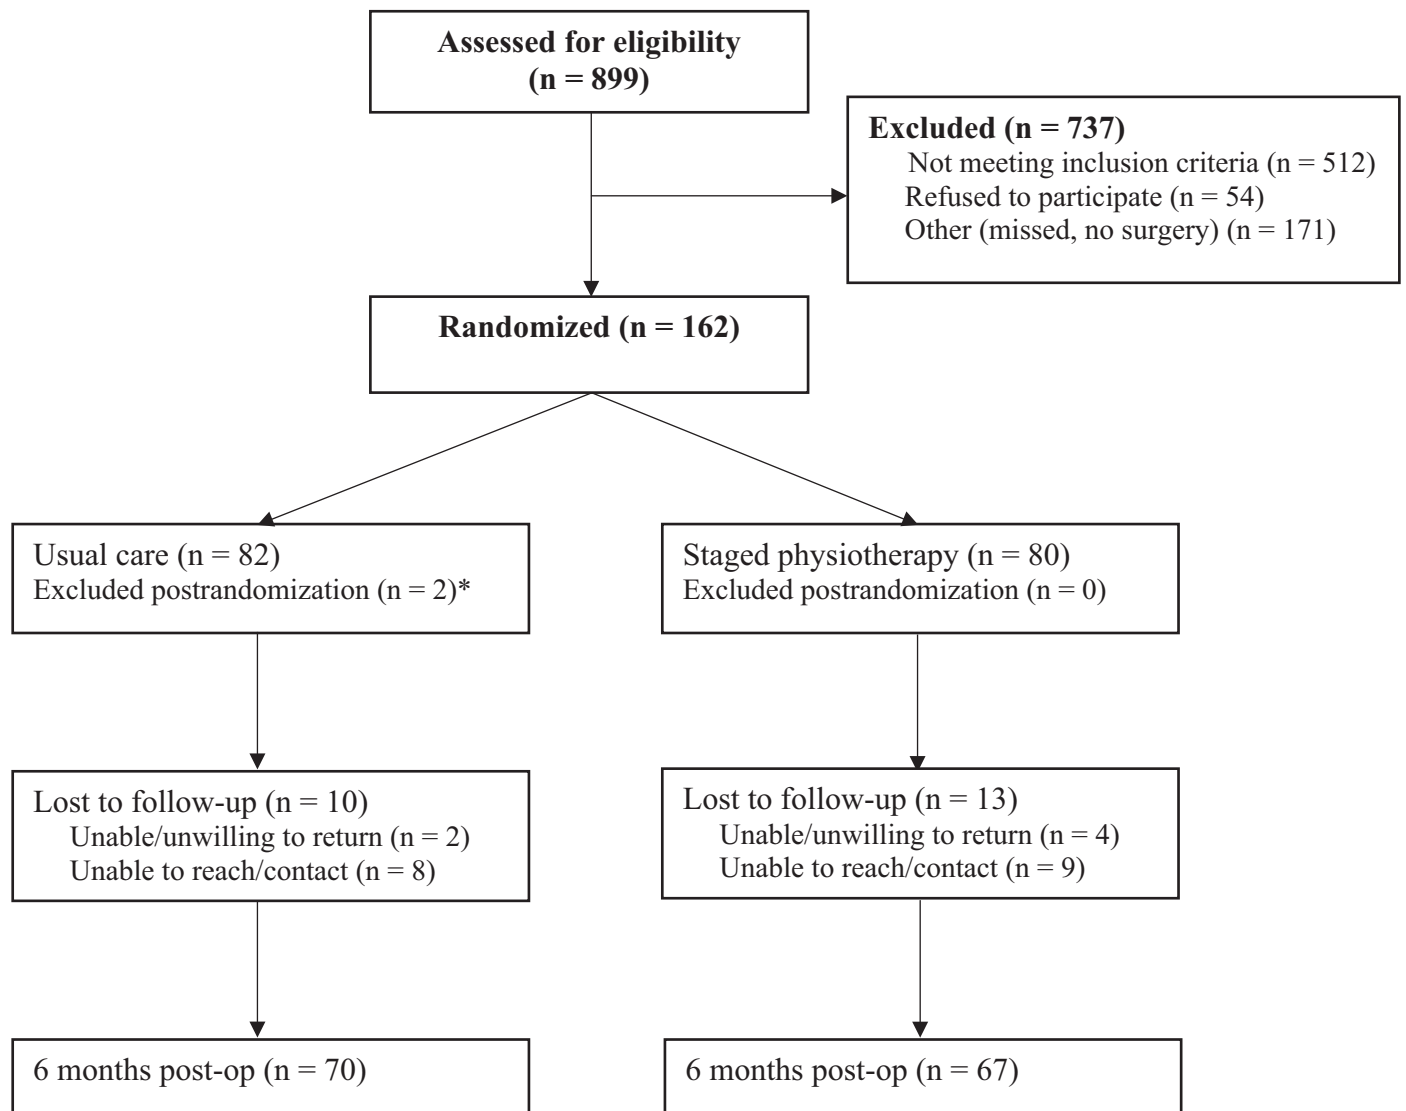 Assessed for eligibility
(n = 899)
Excluded (n = 737)
Not meeting inclusion criteria (n = 512)
Refused to participate (n = 54)
Other (missed, no surgery) (n = 171)
Randomized (n = 162)
Usual care (n = 82)
Excluded postrandomization (n = 2)*
Staged physiotherapy (n = 80)
Excluded postrandomization (n = 0)
Lost to follow-up (n = 10)
Unable/unwilling to return (n = 2)
Unable to reach/contact (n = 8)
Lost to follow-up (n = 13)
Unable/unwilling to return (n = 4)
Unable to reach/contact (n = 9)
6 months post-op (n = 70)
6 months post-op (n = 67)